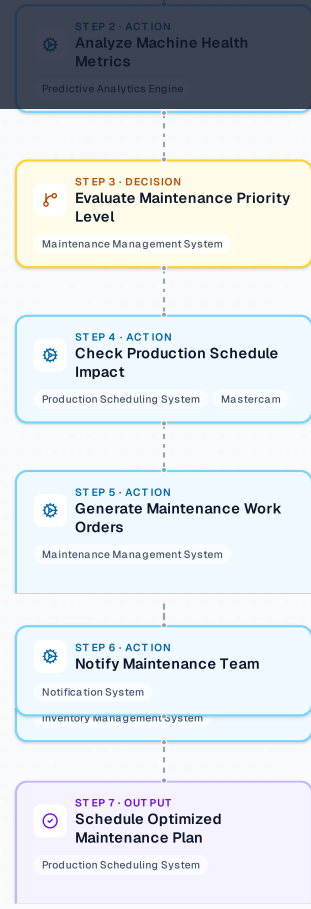 STEP 2 · ACTION
Analyze Machine Health
Metrics
Predictive Analytics Engine
STEP 3 · DECISION
Evaluate Maintenance Priority
Level
Maintenance Management System
STEP 4 · ACTION
Check Production Schedule
Impact
Production Scheduling System Mastercam
STEP 5 · ACTION
Generate Maintenance Work
Orders
Maintenance Management System
STEP 6 · ACTION
Notify Maintenance Team
Notification System
Inventory Management System
STEP 7 · OUTPUT
Schedule Optimized
Maintenance Plan
Production Scheduling System